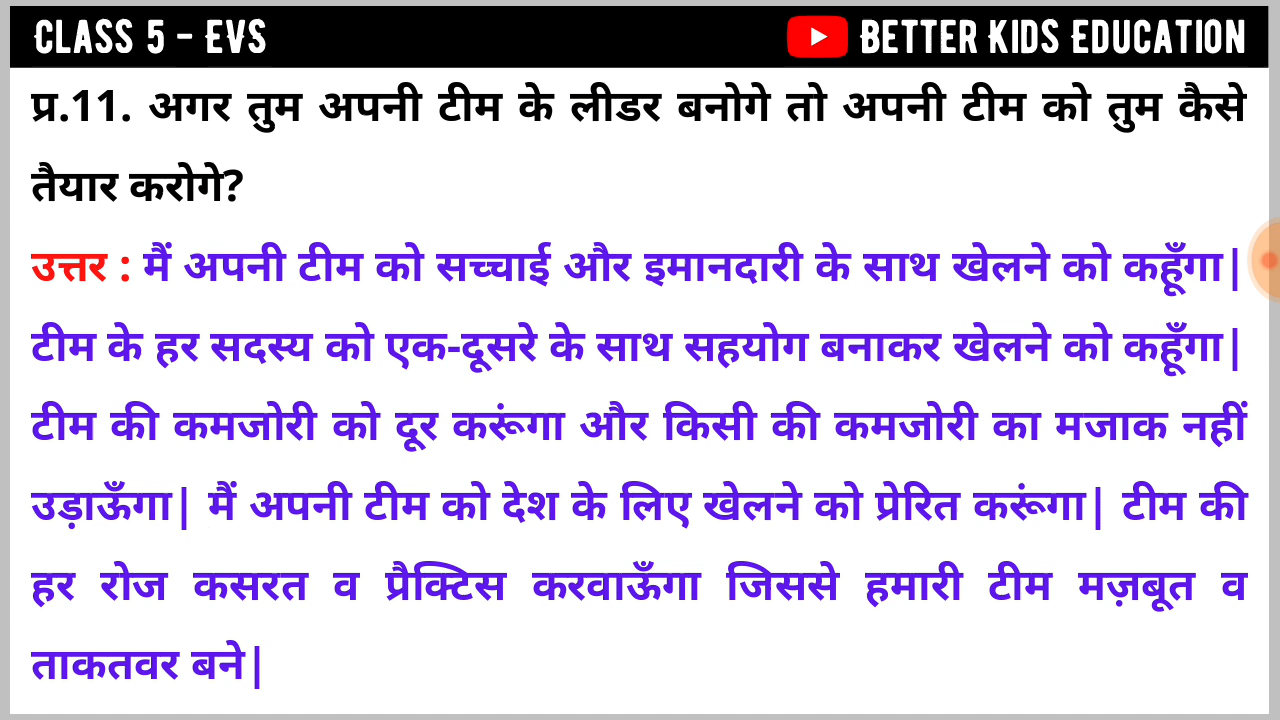 CLASS 5 - EVS
BETTER KIDS EDUCATION
प्र.11. अगर तुम अपनी टीम के लीडर बनोगे तो अपनी टीम को तुम कैसे
तैयार करोगे?
उत्तर : मैं अपनी टीम को सच्चाई और इमानदारी के साथ खेलने को कहूँगा|
टीम के हर सदस्य को एक-दूसरे के साथ सहयोग बनाकर खेलने को कहूँगा|
टीम की कमजोरी को दूर करूंगा और किसी की कमजोरी का मजाक नहीं
उड़ाऊँगा| मैं अपनी टीम को देश के लिए खेलने को प्रेरित करूंगा| टीम की
हर रोज कसरत व प्रैक्टिस करवाऊँगा जिससे हमारी टीम मज़बूत व
ताकतवर बने|